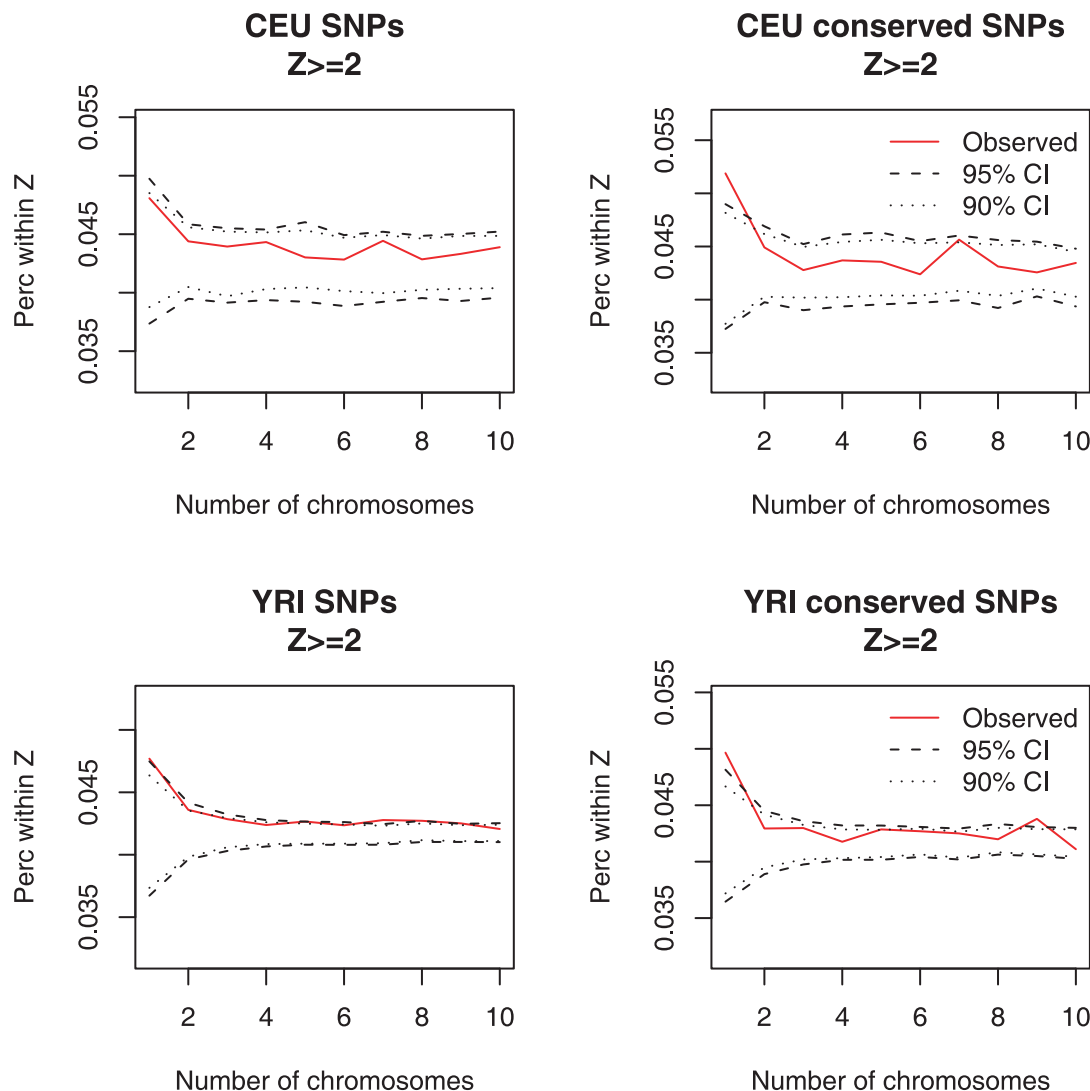 CEU SNPs
Z>=2
0.055
0.045
0.035
Perc within Z
2 4 6 8 10
Number of chromosomes
CEU conserved SNPs
Z>=2
0.055
0.045
0.035
Perc within Z
Observed
95% CI
90% CI
2 4 6 8 10
Number of chromosomes
YRI SNPs
Z>=2
0.045
0.035
Perc within Z
2 4 6 8 10
Number of chromosomes
YRI conserved SNPs
Z>=2
0.055
0.045
0.035
Perc within Z
Observed
95% CI
90% CI
2 4 6 8 10
Number of chromosomes